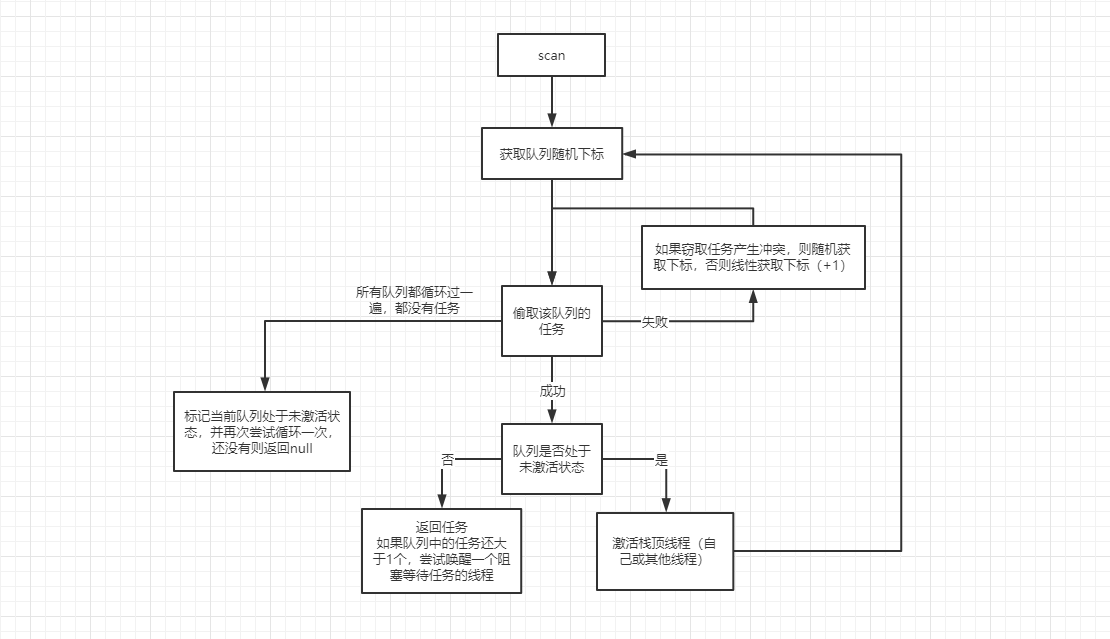 scan
获取队列随机下标
如果窃取任务产生冲突，则随机获
取下标，否则线性获取下标（+1）
所有队列都循环过一
遍，都没有任务
偷取该队列的
任务
失败
标记当前队列处于未激活状
态，并再次尝试循环一次，
还没有则返回null
成功
队列是否处于
未激活状态
否
是
返回任务
如果队列中的任务还大
于1个，尝试唤醒一个阻
塞等待任务的线程
激活栈顶线程（自
己或其他线程）